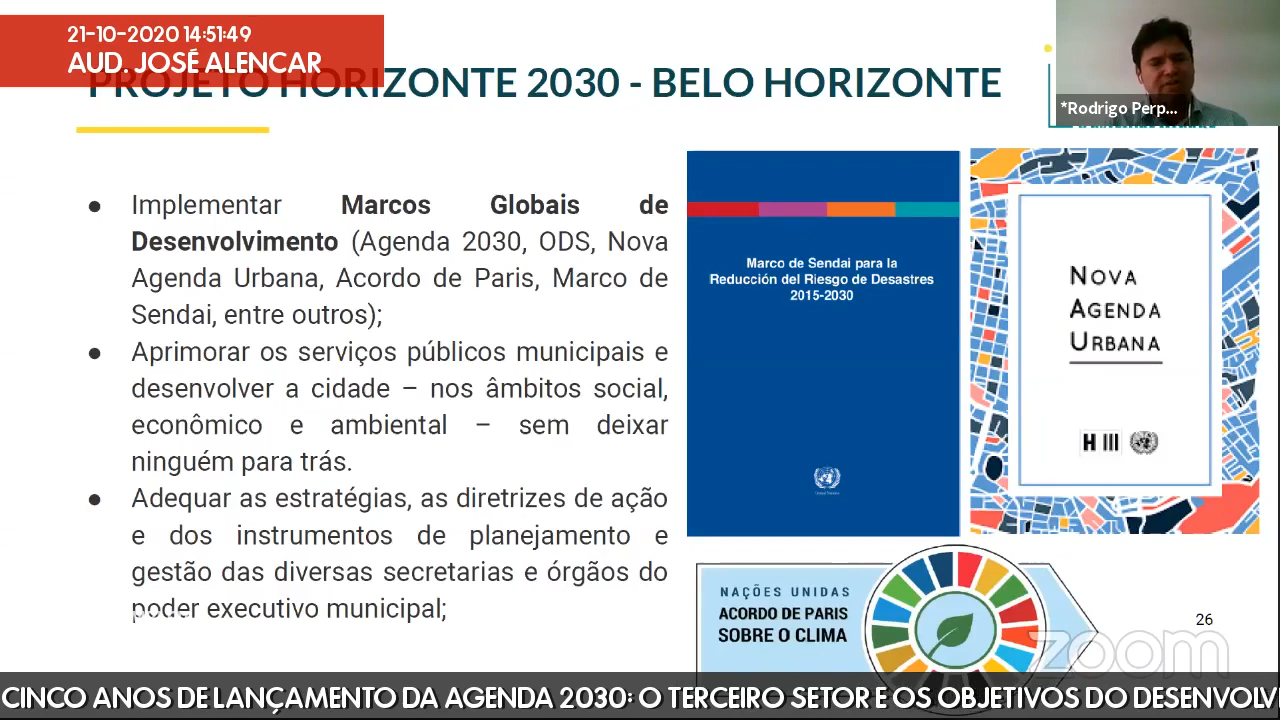 21-10-2020 14:51:49
AUD. JOSÉ ALENCAR
PROJETO HORIZONTE 2030 - BELO HORIZONTE
*Rodrigo Perp...
● Implementar Marcos Globais de
Desenvolvimento (Agenda 2030, ODS, Nova
Agenda Urbana, Acordo de Paris, Marco de
Sendai, entre outros);
● Aprimorar os serviços públicos municipais e
desenvolver a cidade – nos âmbitos social,
econômico e ambiental – sem deixar
ninguém para trás.
● Adequar as estratégias, as diretrizes de ação
e dos instrumentos de planejamento e
gestão das diversas secretarias e órgãos do
poder executivo municipal;
Marco de Sendai para la
Reducción del Riesgo de Desastres
2015-2030
United Nations
NOVA
AGENDA
URBANA
H III
NAÇÕES UNIDAS
ACORDO DE PARIS
SOBRE O CLIMA
26
zoom
CINCO ANOS DE LANÇAMENTO DA AGENDA 2030: O TERCEIRO SETOR E OS OBJETIVOS DO DESENVOLV